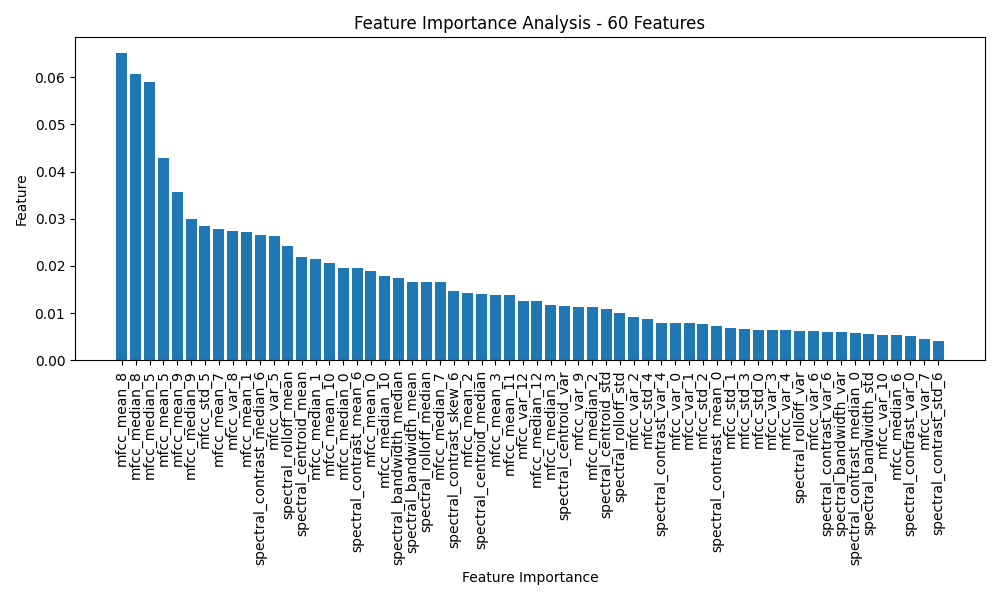 Feature Importance Analysis - 60 Features
Feature
0.06
0.05
0.04
0.03
0.02
0.01
0.00
mfcc_mean_8
mfcc_median_8
mfcc_median_5
mfcc_mean_5
mfcc_mean_9
mfcc_median_9
mfcc_std_5
mfcc_mean_7
mfcc_var_8
mfcc_mean_1
spectral_contrast_median_6
mfcc_var_5
spectral_rolloff_mean
spectral_centroid_mean
mfcc_median_1
mfcc_mean_10
mfcc_median_0
spectral_contrast_mean_6
mfcc_mean_0
mfcc_median_10
spectral_bandwidth_median
spectral_bandwidth_mean
spectral_rolloff_median
mfcc_median_7
spectral_contrast_skew_6
mfcc_mean_2
spectral_centroid_median
mfcc_mean_3
mfcc_mean_11
mfcc_var_12
mfcc_median_12
mfcc_median_3
spectral_centroid_var
mfcc_var_9
mfcc_median_2
spectral_centroid_std
spectral_rolloff_std
mfcc_var_2
mfcc_std_4
spectral_contrast_var_4
mfcc_var_0
mfcc_var_1
mfcc_std_2
spectral_contrast_mean_0
mfcc_std_1
mfcc_std_3
mfcc_std_0
mfcc_var_3
mfcc_var_4
spectral_rolloff_var
mfcc_var_6
spectral_contrast_var_6
spectral_bandwidth_var
spectral_contrast_median_0
spectral_bandwidth_std
mfcc_var_10
mfcc_median_6
spectral_contrast_var_0
mfcc_var_7
spectral_contrast_std_6
Feature Importance